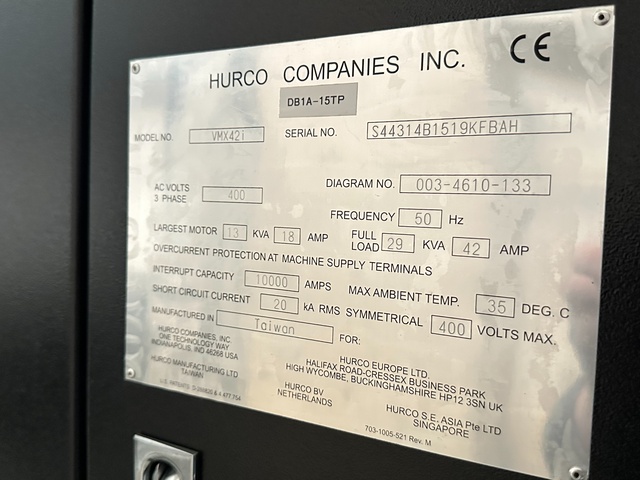 HURCO COMPANIES INC. CE
DB1A-15TP
MODEL NO. VMX42i SERIAL NO. S44314B1519KFBAH
AC VOLTS
3 PHASE 400 DIAGRAM NO. 003-4610-133
FREQUENCY 50 Hz
LARGEST MOTOR 13 KVA 18 AMP FULL LOAD 29 KVA 42 AMP
OVERCURRENT PROTECTION AT MACHINE SUPPLY TERMINALS
INTERRUPT CAPACITY 10000 AMPS MAX AMBIENT TEMP. 35 DEG. C
SHORT CIRCUIT CURRENT 20 kA RMS SYMMETRICAL 400 VOLTS MAX.
MANUFACTURED IN Taiwan FOR:
HURCO COMPANIES, INC.
ONE TECHNOLOGY WAY
INDIANAPOLIS, IND 46268 USA
HURCO MANUFACTURING LTD
TAIWAN
HURCO EUROPE LTD.
HALIFAX ROAD-CRESSEX BUSINESS PARK
HIGH WYCOMBE, BUCKINGHAMSHIRE HP12 3SN UK
HURCO BV
NETHERLANDS
HURCO S.E. ASIA Pte LTD
SINGAPORE
U.S. PATENTS
703-1005-521 Rev. M